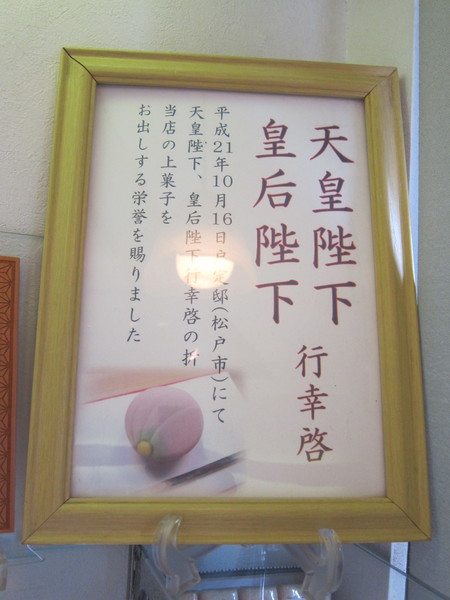 天皇陛下
皇后陛下
行幸啓
平成21年10月16日戸定邸(松戸市)にて
天皇陛下、皇后陛下行幸啓の折
当店の上菓子を
お出しする栄誉を賜りました